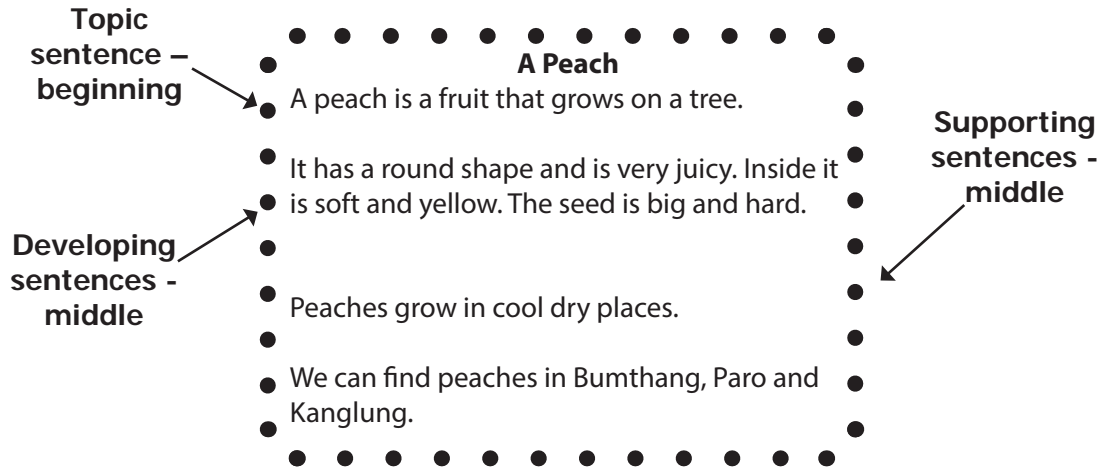 Topic
sentence –
beginning
A Peach
A peach is a fruit that grows on a tree.
It has a round shape and is very juicy. Inside it
is soft and yellow. The seed is big and hard.
Supporting
sentences -
middle
Developing
sentences -
middle
Peaches grow in cool dry places.
We can find peaches in Bumthang, Paro and
Kanglung.